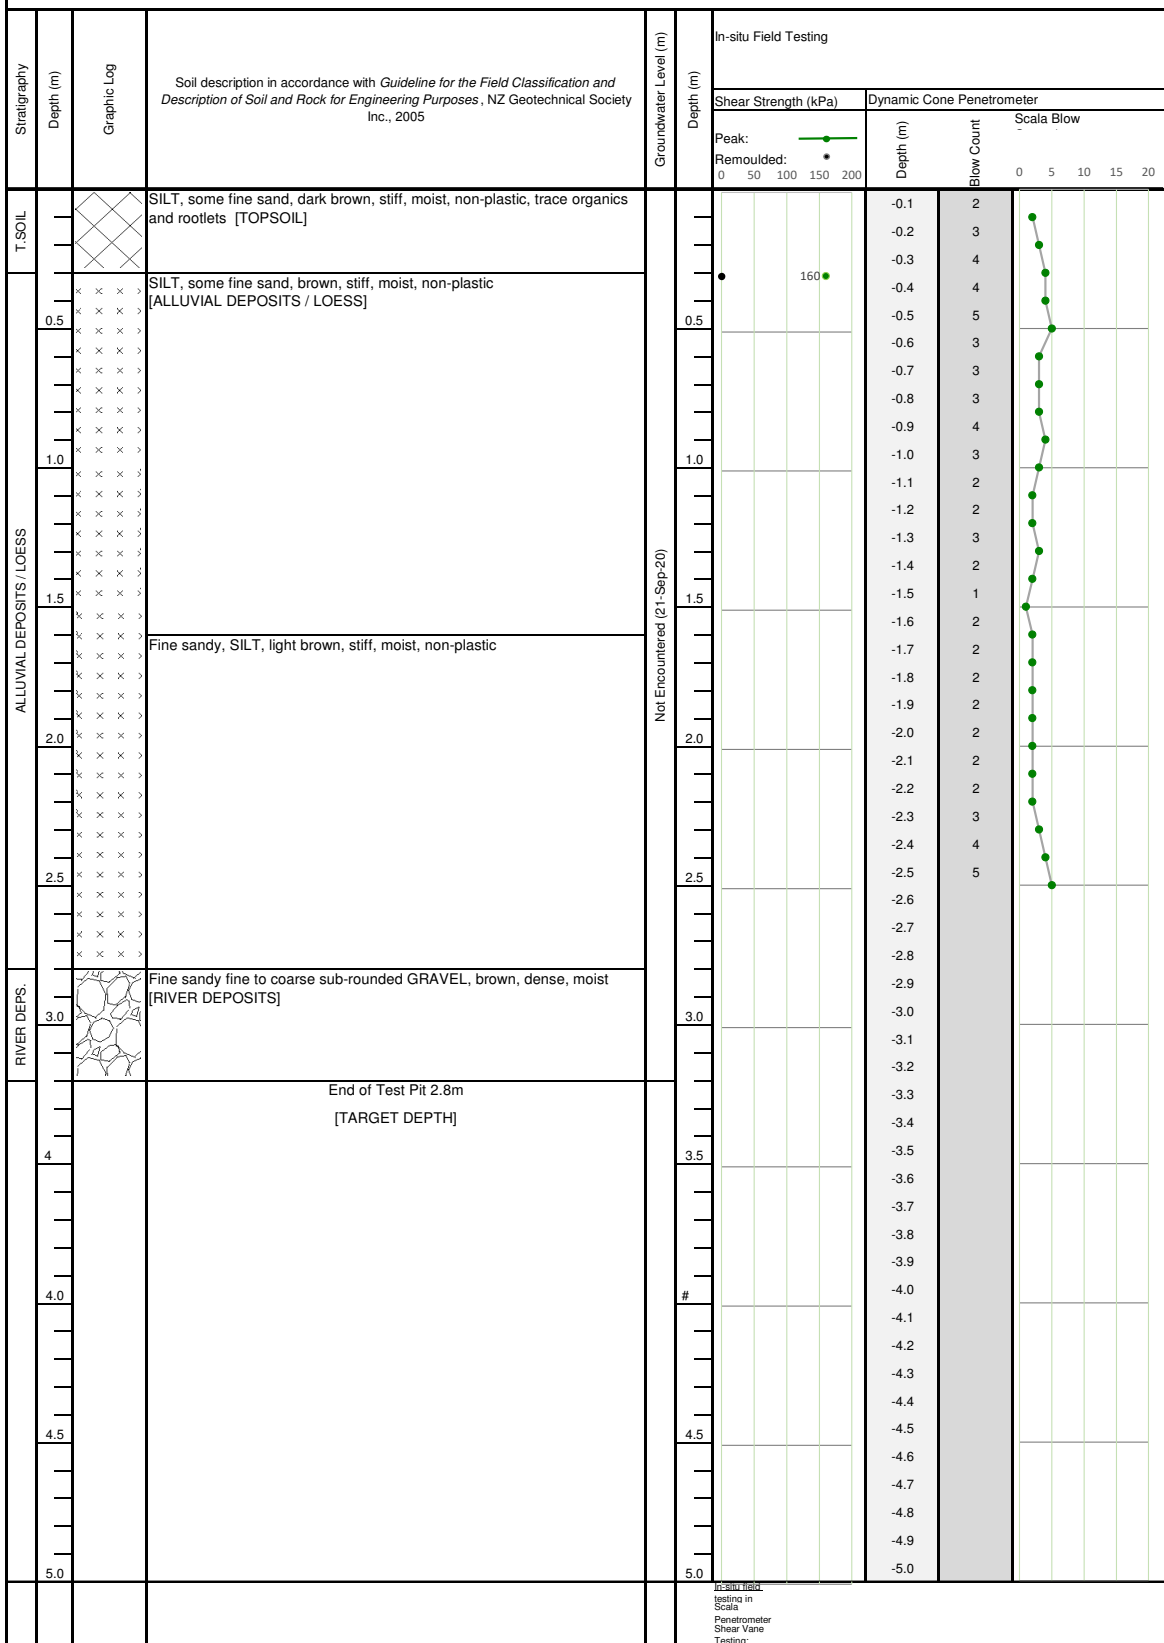 Stratigraphy
Depth (m)
Graphic Log
Soil description in accordance with Guideline for the Field Classification and
Description of Soil and Rock for Engineering Purposes, NZ Geotechnical Society
Inc., 2005
Groundwater Level (m)
Depth (m)
In-situ Field Testing
Shear Strength (kPa)
Peak:
Remoulded:
0 50 100 150 200
Dynamic Cone Penetrometer
Depth (m)
Blow Count
Scala Blow
0 5 10 15 20
T.SOIL
SILT, some fine sand, dark brown, stiff, moist, non-plastic, trace organics
and rootlets [TOPSOIL]
ALLUVIAL DEPOSITS / LOESS
SILT, some fine sand, brown, stiff, moist, non-plastic
[ALLUVIAL DEPOSITS / LOESS]
Fine sandy, SILT, light brown, stiff, moist, non-plastic
RIVER DEPS.
Fine sandy fine to coarse sub-rounded GRAVEL, brown, dense, moist
[RIVER DEPOSITS]
End of Test Pit 2.8m
[TARGET DEPTH]
0.5
1.0
1.5
2.0
2.5
3.0
4
4.0
4.5
5.0
Not Encountered (21-Sep-20)
0.5
1.0
1.5
2.0
2.5
3.0
3.5
#
4.5
5.0
160
-0.1 2
-0.2 3
-0.3 4
-0.4 4
-0.5 5
-0.6 3
-0.7 3
-0.8 3
-0.9 4
-1.0 3
-1.1 2
-1.2 2
-1.3 3
-1.4 2
-1.5 1
-1.6 2
-1.7 2
-1.8 2
-1.9 2
-2.0 2
-2.1 2
-2.2 2
-2.3 3
-2.4 4
-2.5 5
-2.6
-2.7
-2.8
-2.9
-3.0
-3.1
-3.2
-3.3
-3.4
-3.5
-3.6
-3.7
-3.8
-3.9
-4.0
-4.1
-4.2
-4.3
-4.4
-4.5
-4.6
-4.7
-4.8
-4.9
-5.0
In-situ field
testing in
Scala
Penetrometer
Shear Vane
Testing: